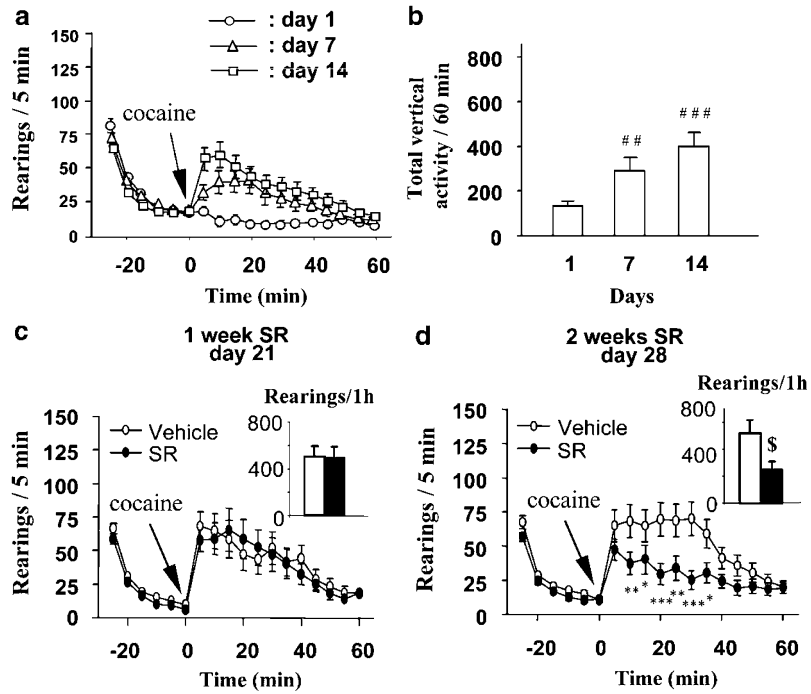 a
: day 1
: day 7
: day 14
cocaine
Rearings / 5 min
150
125
100
75
50
25
0
-20 0 20 40 60
Time (min)
b
Total vertical
activity / 60 min
800
600
400
200
0
##
###
1 7 14
Days
c
1 week SR
day 21
Rearings/1h
800
400
0
Vehicle
SR
cocaine
Rearings / 5 min
150
125
100
75
50
25
0
-20 0 20 40 60
Time (min)
d
2 weeks SR
day 28
Rearings/1h
800
400
0
$
Vehicle
SR
cocaine
Rearings / 5 min
150
125
100
75
50
25
0
** * *** ** *** *
-20 0 20 40 60
Time (min)